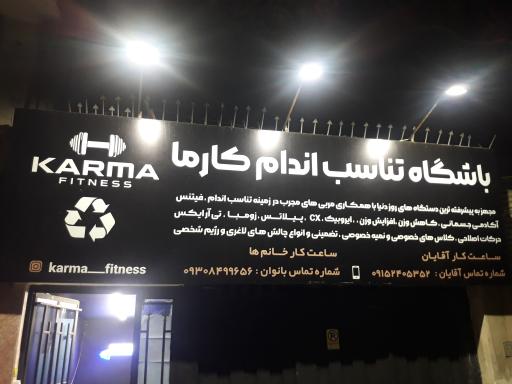 باشگاه تناسب اندام کارما
KARMA
FITNESS
مجهز به پیشرفته ترین دستگاه های روز دنیا با همکاری مربی های مجرب در زمینه تناسب اندام ، فیتنس
آکادمی جسمانی ، کاهش وزن ، افزایش وزن ، ایروبیک ، CX ، پیلاتس ، زومبا ، تی آر ایکس
حرکات اصلاحی ، کلاس های خصوصی و نیمه خصوصی ، تضمینی و انواع چالش های لاغری و رژیم شخصی
ساعت کار آقایان
ساعت کار خانم ها
شماره تماس آقایان : ۰۹۱۵۲۴۰۵۳۵۲
شماره تماس بانوان : ۰۹۳۰۸۴۹۹۶۵۶
karma___fitness